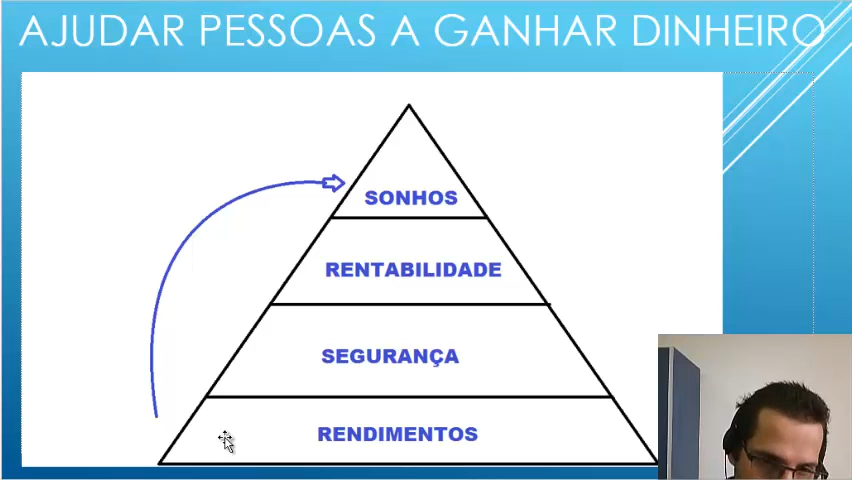 AJUDAR PESSOAS A GANHAR DINHEIRO
SONHOS
RENTABILIDADE
SEGURANÇA
RENDIMENTOS